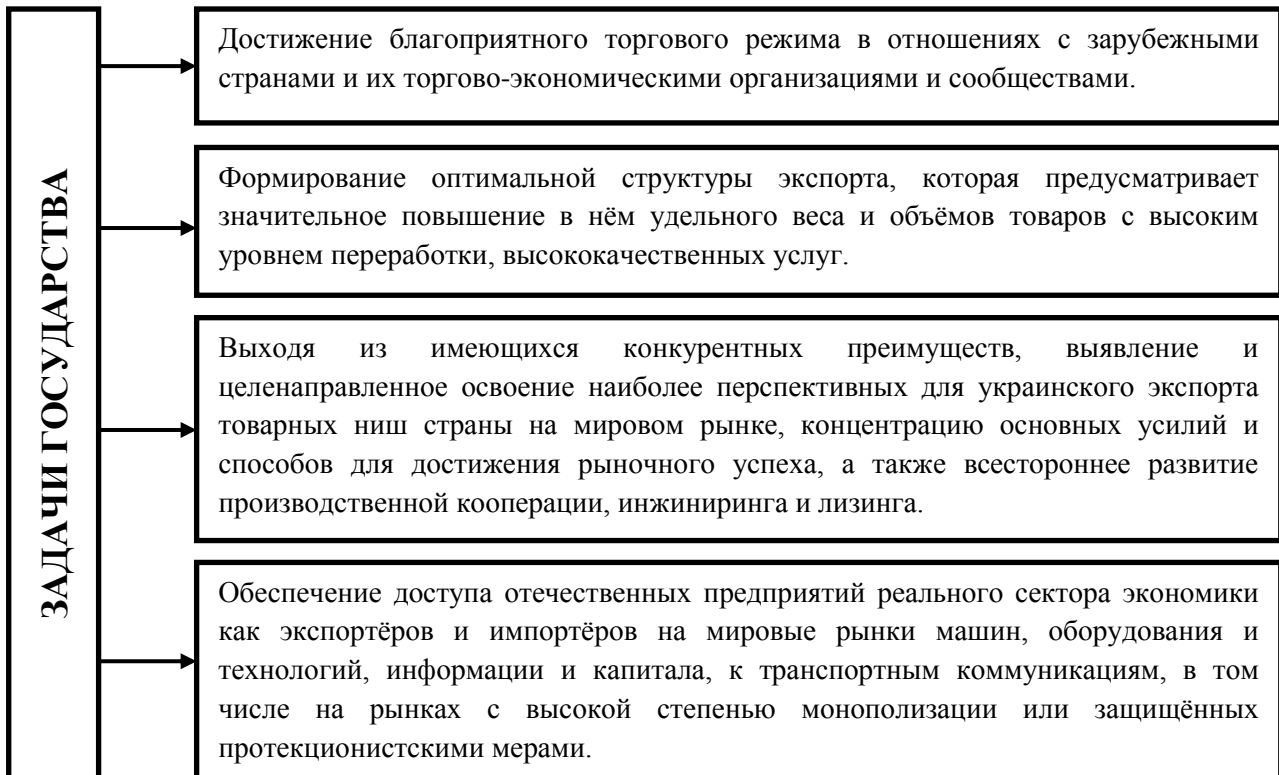 ЗАДАЧИ ГОСУДАРСТВА
Достижение благоприятного торгового режима в отношениях с зарубежными
странами и их торгово-экономическими организациями и сообществами.
Формирование оптимальной структуры экспорта, которая предусматривает
значительное повышение в нём удельного веса и объёмов товаров с высоким
уровнем переработки, высококачественных услуг.
Выходя из имеющихся конкурентных преимуществ, выявление и
целенаправленное освоение наиболее перспективных для украинского экспорта
товарных ниш страны на мировом рынке, концентрацию основных усилий и
способов для достижения рыночного успеха, а также всестороннее развитие
производственной кооперации, инжиниринга и лизинга.
Обеспечение доступа отечественных предприятий реального сектора экономики
как экспортёров и импортёров на мировые рынки машин, оборудования и
технологий, информации и капитала, к транспортным коммуникациям, в том
числе на рынках с высокой степенью монополизации или защищённых
протекционистскими мерами.